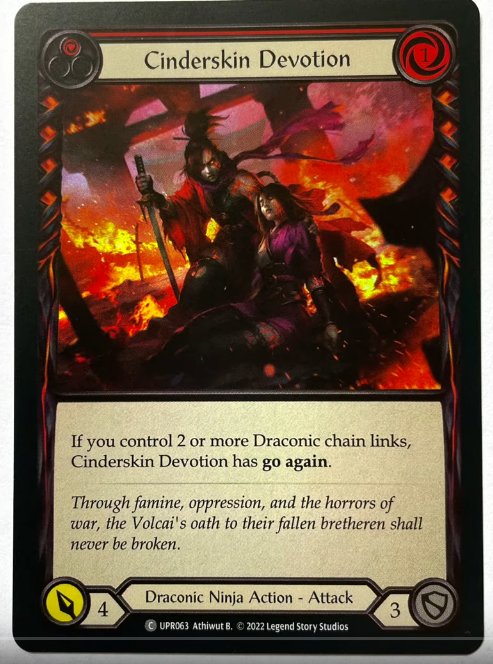 Cinderskin Devotion
1
If you control 2 or more Draconic chain links,
Cinderskin Devotion has go again.
Through famine, oppression, and the horrors of
war, the Volcai's oath to their fallen bretheren shall
never be broken.
4
Draconic Ninja Action - Attack
3
C UPR063 Athiwut B. © 2022 Legend Story Studios